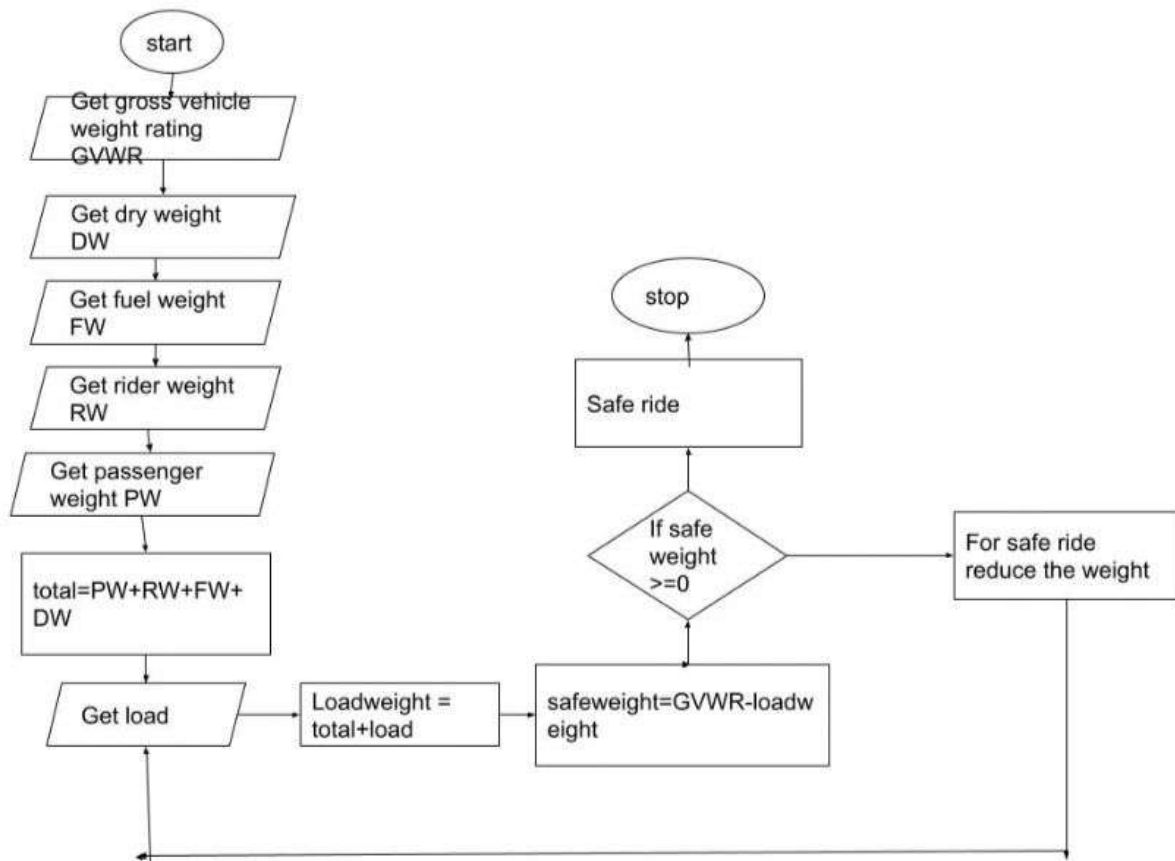 start
Get gross vehicle
weight rating
GVWR
Get dry weight
DW
Get fuel weight
FW
Get rider weight
RW
Get passenger
weight PW
total=PW+RW+FW+
DW
Get load
Loadweight =
total+load
safeweight=GVWR-loadw
eight
If safe
weight
>=0
Safe ride
stop
For safe ride
reduce the weight